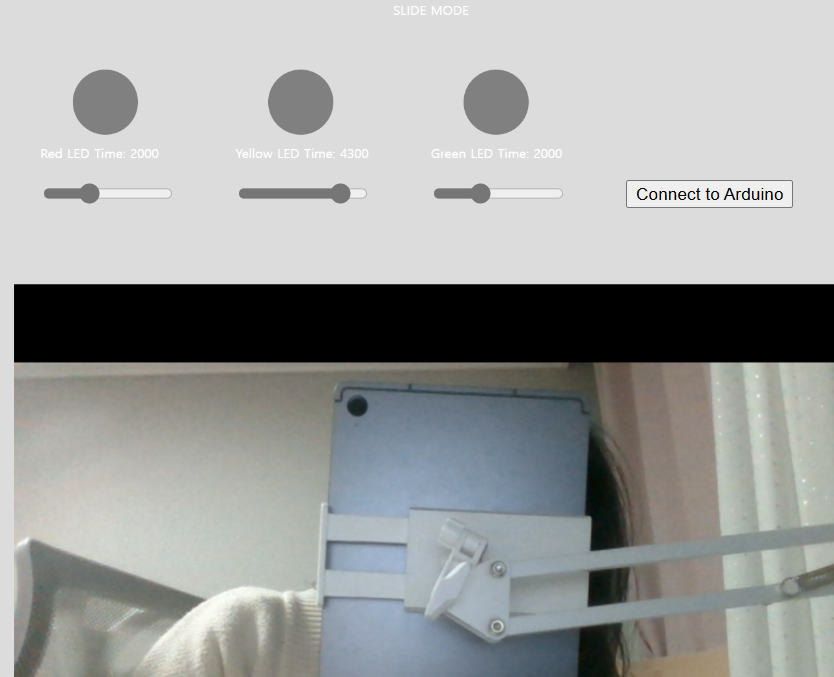 SLIDE MODE
Red LED Time: 2000
Yellow LED Time: 4300
Green LED Time: 2000
Connect to Arduino